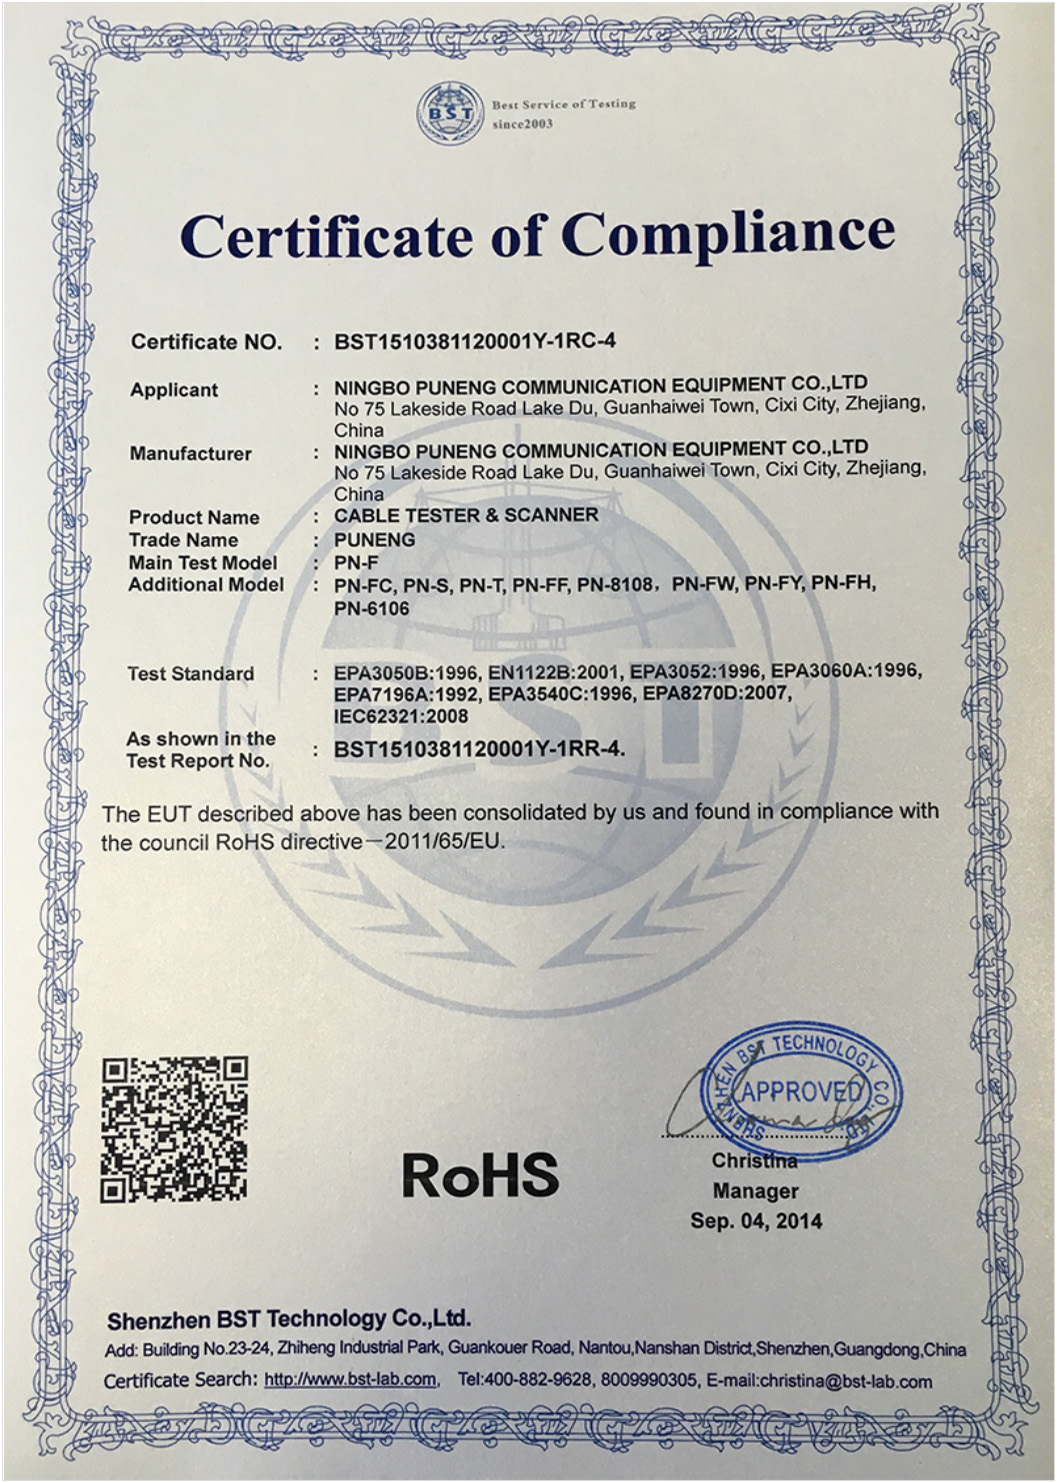 BST
Best Service of Testing
since2003
Certificate of Compliance
Certificate NO. : BST1510381120001Y-1RC-4
Applicant : NINGBO PUNENG COMMUNICATION EQUIPMENT CO.,LTD
No 75 Lakeside Road Lake Du, Guanhaiwei Town, Cixi City, Zhejiang,
China
Manufacturer : NINGBO PUNENG COMMUNICATION EQUIPMENT CO.,LTD
No 75 Lakeside Road Lake Du, Guanhaiwei Town, Cixi City, Zhejiang,
China
Product Name : CABLE TESTER & SCANNER
Trade Name : PUNENG
Main Test Model : PN-F
Additional Model : PN-FC, PN-S, PN-T, PN-FF, PN-8108, PN-FW, PN-FY, PN-FH,
PN-6106
Test Standard : EPA3050B:1996, EN1122B:2001, EPA3052:1996, EPA3060A:1996,
EPA7196A:1992, EPA3540C:1996, EPA8270D:2007,
IEC62321:2008
As shown in the
Test Report No. : BST1510381120001Y-1RR-4.
BST
The EUT described above has been consolidated by us and found in compliance with
the council RoHS directive—2011/65/EU.
SHENZHEN BST TECHNOLOGY CO., LTD
APPROVED
RoHS
Christina
Manager
Sep. 04, 2014
Shenzhen BST Technology Co.,Ltd.
Add: Building No.23-24, Zhiheng Industrial Park, Guankouer Road, Nantou,Nanshan District,Shenzhen,Guangdong,China
Certificate Search: http://www.bst-lab.com, Tel:400-882-9628, 8009990305, E-mail:christina@bst-lab.com